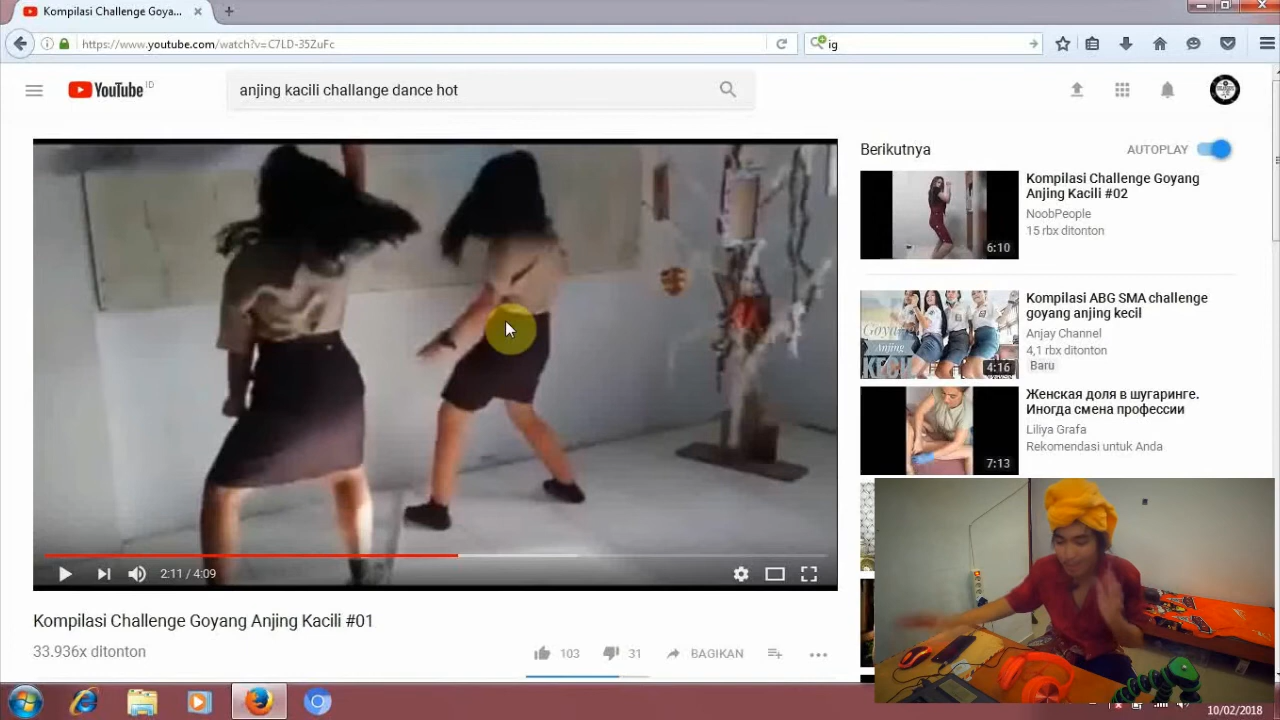 Kompilasi Challenge Goya...
https://www.youtube.com/watch?v=C7LD-35ZuFc
ig
YouTube ID
anjing kacili challange dance hot
Berikutnya
AUTOPLAY
Kompilasi Challenge Goyang
Anjing Kacili #02
NoobPeople
15 rbx ditonton
6:10
Kompilasi ABG SMA challenge
goyang anjing kecil
Anjay Channel
4,1 rbx ditonton
Baru
Goyang
Anjing
KECIL
4:16
Женская доля в шугаринге.
Иногда смена профессии
Liliya Grafa
Rekomendasi untuk Anda
7:13
2:11 / 4:09
Kompilasi Challenge Goyang Anjing Kacili #01
33.936x ditonton
103
31
BAGIKAN
10/02/2018